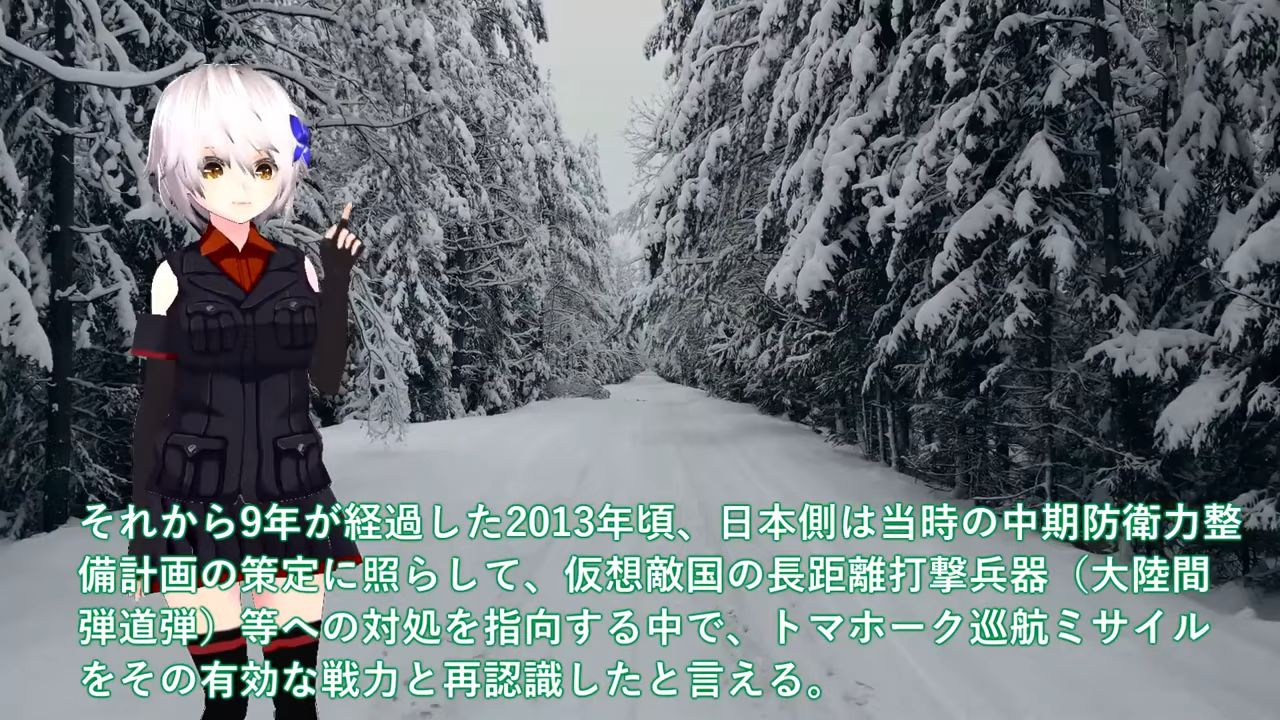 それから9年が経過した2013年頃、日本側は当時の中期防衛力整
備計画の策定に照らして、仮想敵国の長距離打撃兵器（大陸間
弾道弾）等への対処を指向する中で、トマホーク巡航ミサイル
をその有効な戦力と再認識したと言える。